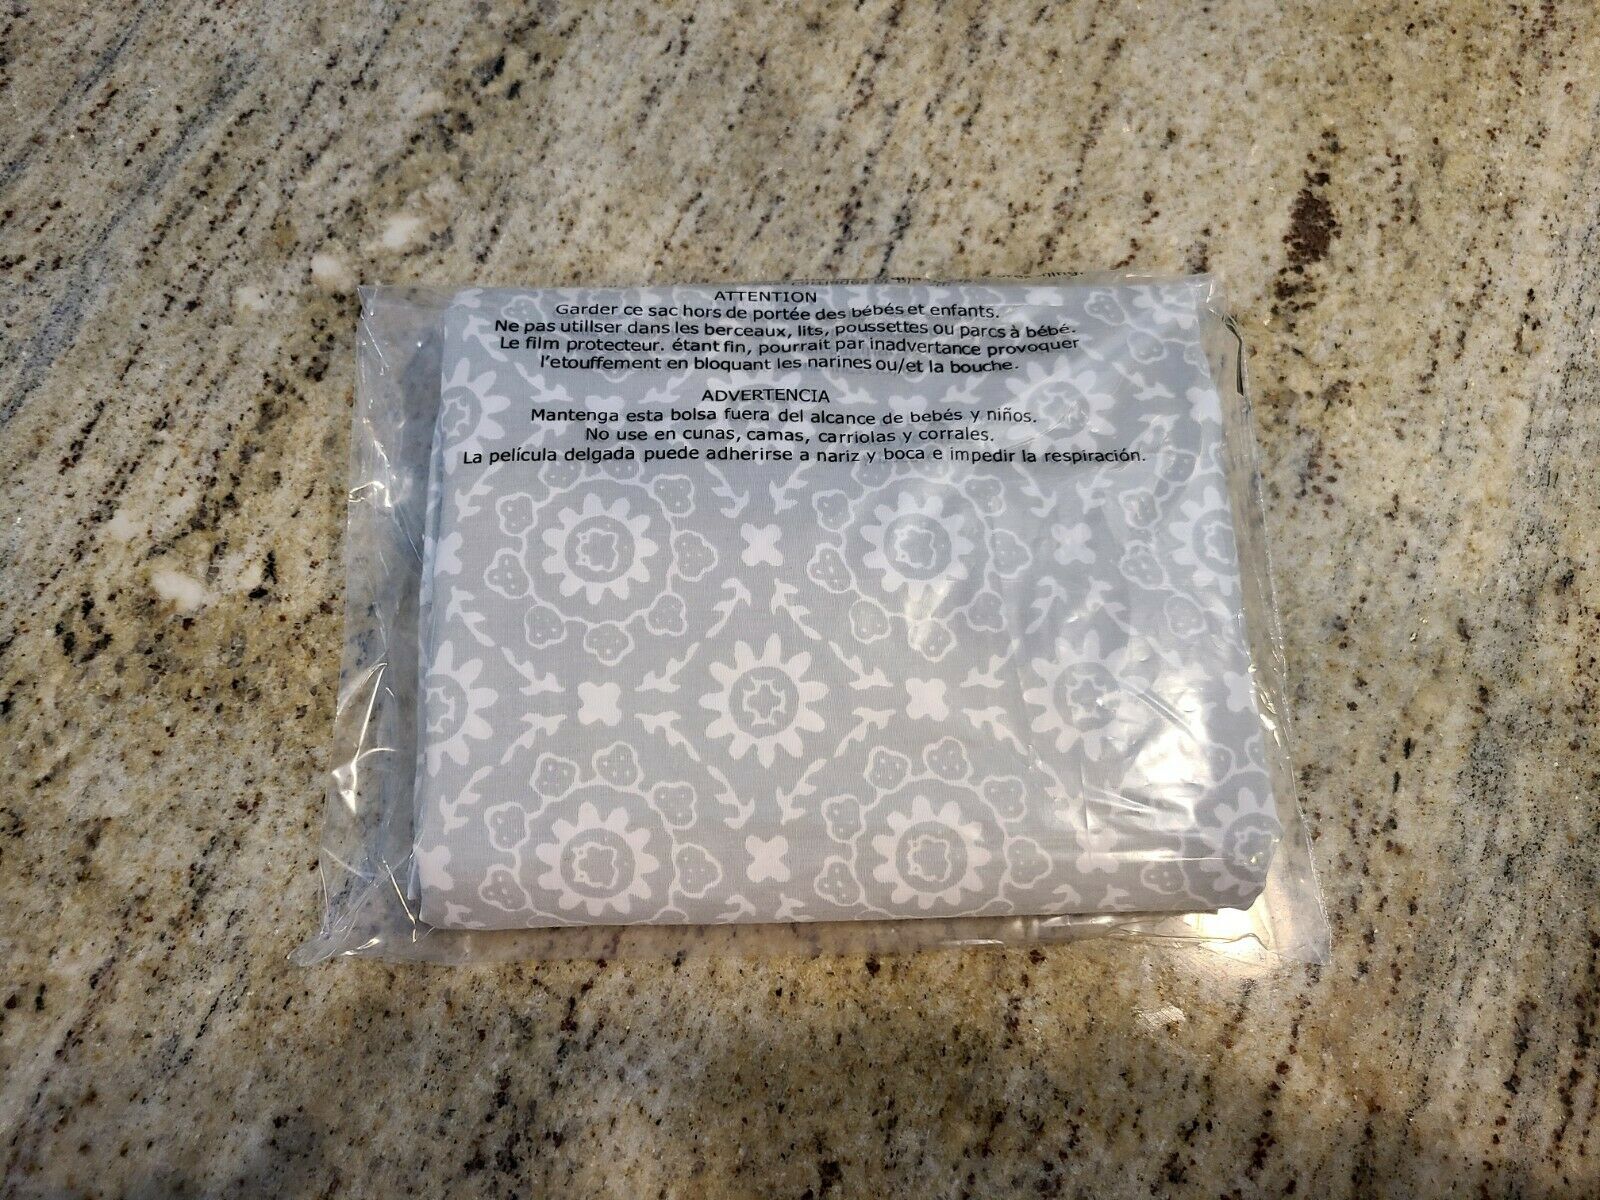 ATTENTION
Garder ce sac hors de portée des bébés et enfants.
Ne pas utiliser dans les berceaux, lits, poussettes ou parcs à bébé.
Le film protecteur. étant fin, pourrait par inadvertance provoquer
l'etouffement en bloquant les narines ou/et la bouche.
ADVERTENCIA
Mantenga esta bolsa fuera del alcance de bebés y niños.
No use en cunas, camas, carriolas y corrales.
La película delgada puede adherirse a nariz y boca e impedir la respiración.